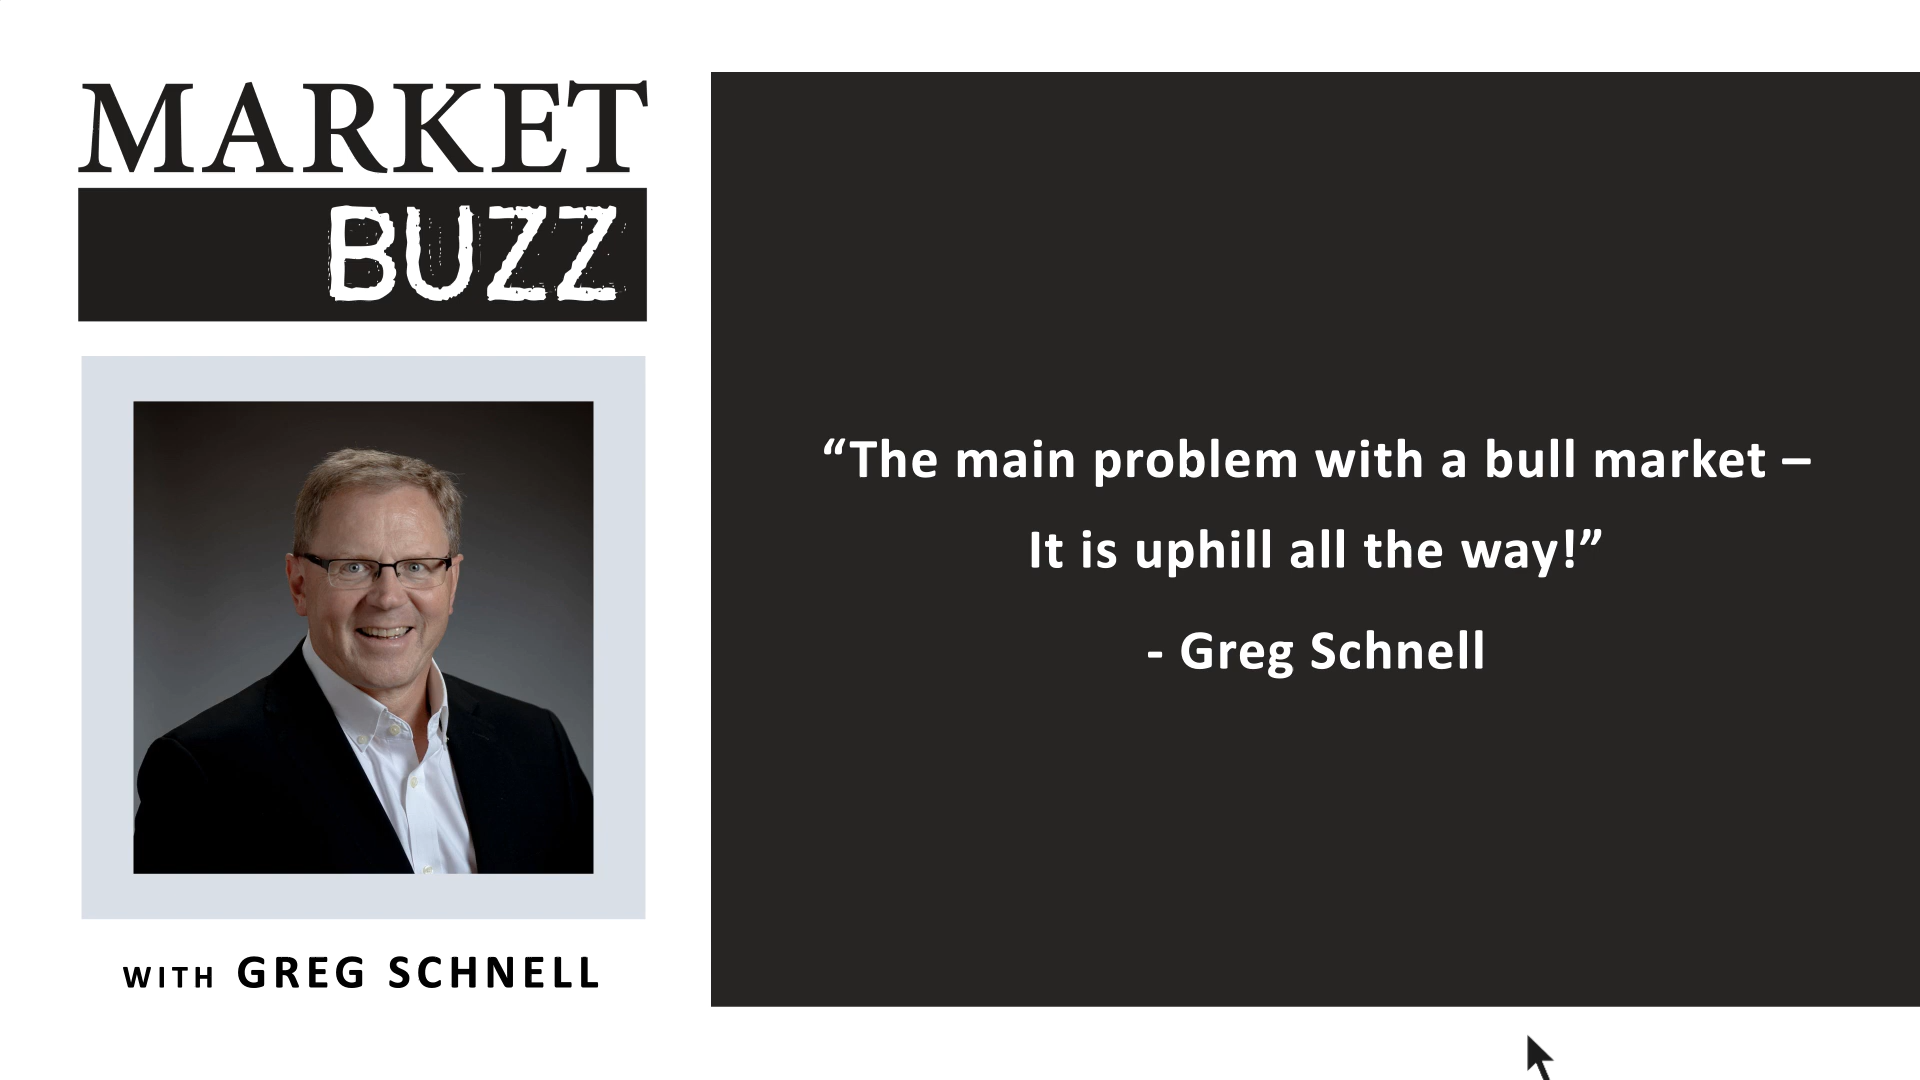 MARKET
BUZZ
WITH GREG SCHNELL
“The main problem with a bull market –
It is uphill all the way!”
- Greg Schnell